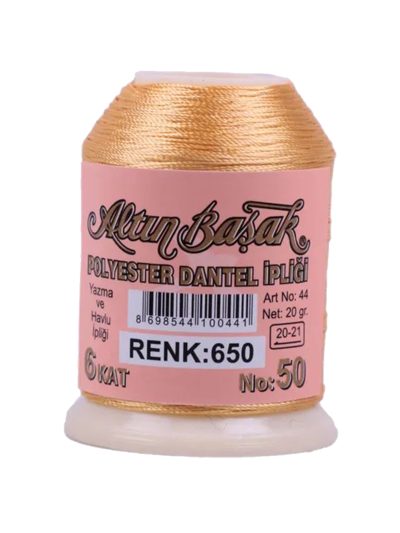 Altın Başak
POLYESTER DANTEL İPLİĞİ
Yazma
ve
Havlu
İpliği
8 698544 100441
Art No: 44
Net: 20 gr.
20-21
RENK:650
6 KAT
No: 50